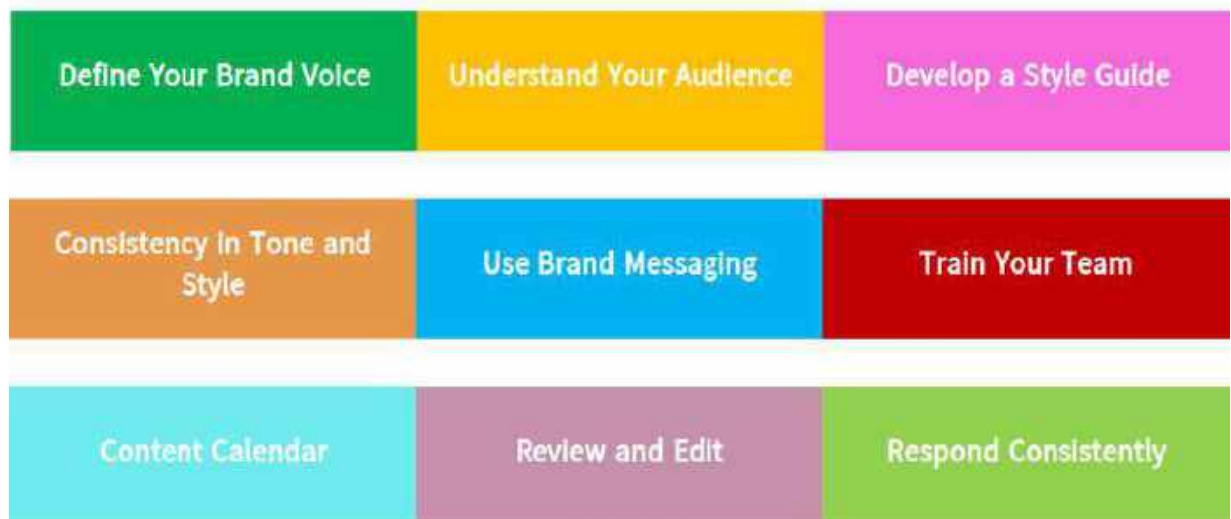 Define Your Brand Voice
Understand Your Audience
Develop a Style Guide
Consistency in Tone and
Style
Use Brand Messaging
Train Your Team
Content Calendar
Review and Edit
Respond Consistently